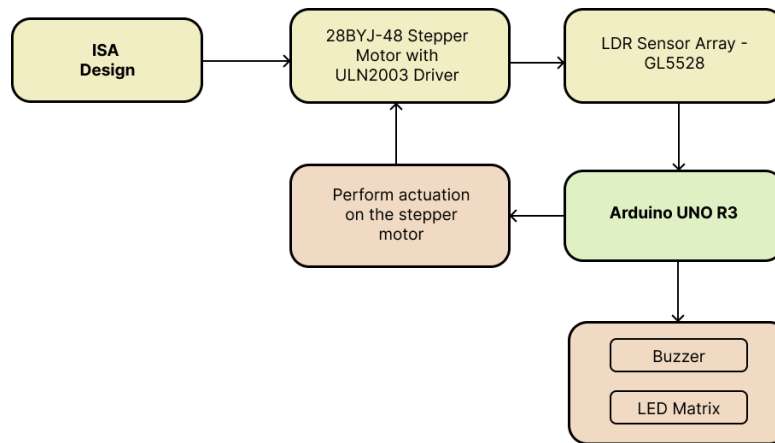 ISA
Design
28BYJ-48 Stepper
Motor with
ULN2003 Driver
LDR Sensor Array -
GL5528
Perform actuation
on the stepper
motor
Arduino UNO R3
Buzzer
LED Matrix